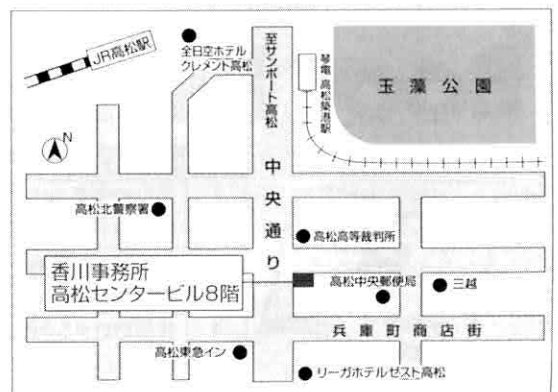 JR高松駅
全日空ホテル
クレメント高松
至サンポート高松
琴電 高松築港駅
玉藻公園
N
中央通り
高松北警察署
高松高等裁判所
香川事務所
高松センタービル8階
高松中央郵便局
三越
兵庫町商店街
高松東急イン
リーガホテルゼスト高松